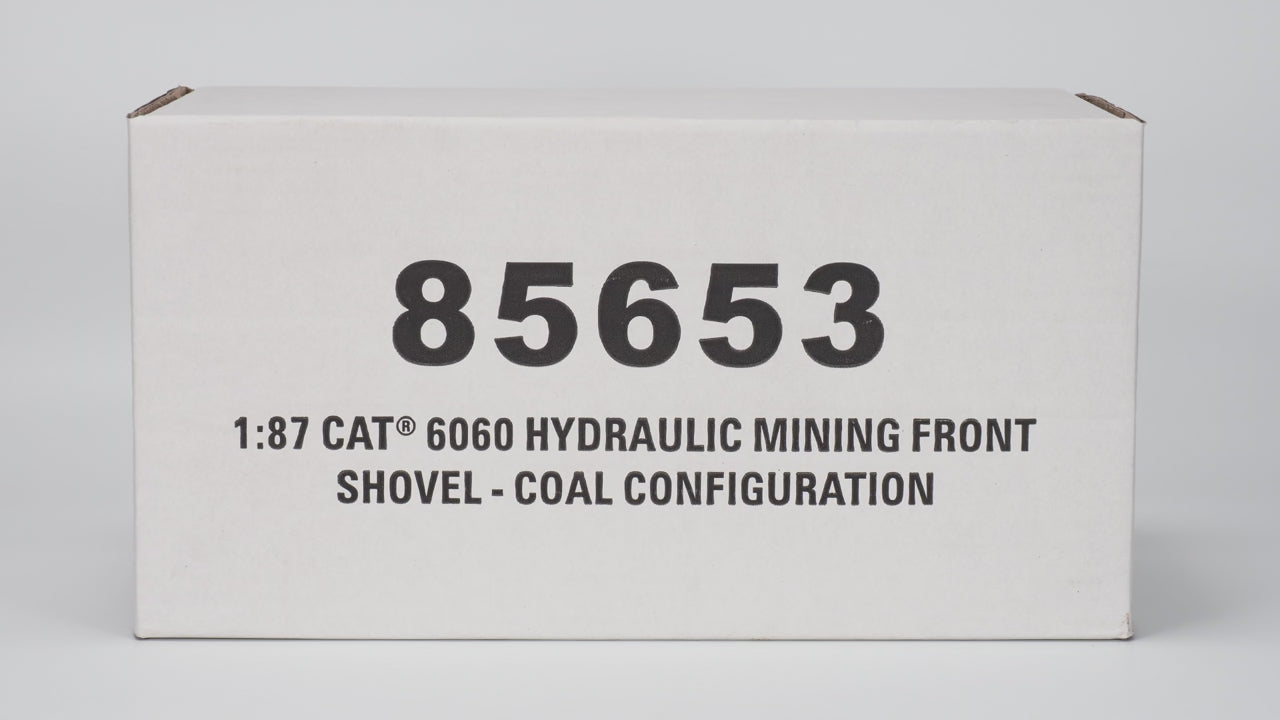 85653
1:87 CAT® 6060 HYDRAULIC MINING FRONT
SHOVEL - COAL CONFIGURATION